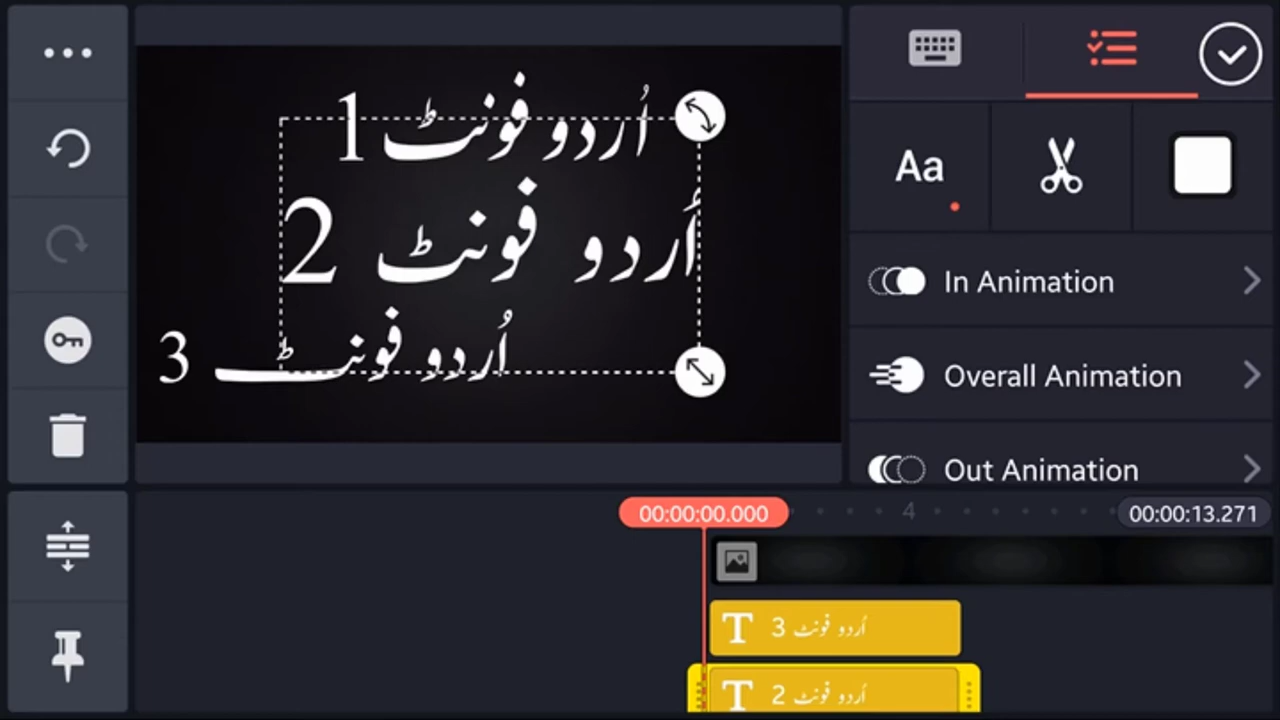 اُردو فونٹ 1
اُردو فونٹ 2
اُردو فونٹ 3
Aa
In Animation
Overall Animation
Out Animation
00:00:00.000
4
00:00:13.271
T اُردو فونٹ 3
T اُردو فونٹ 2